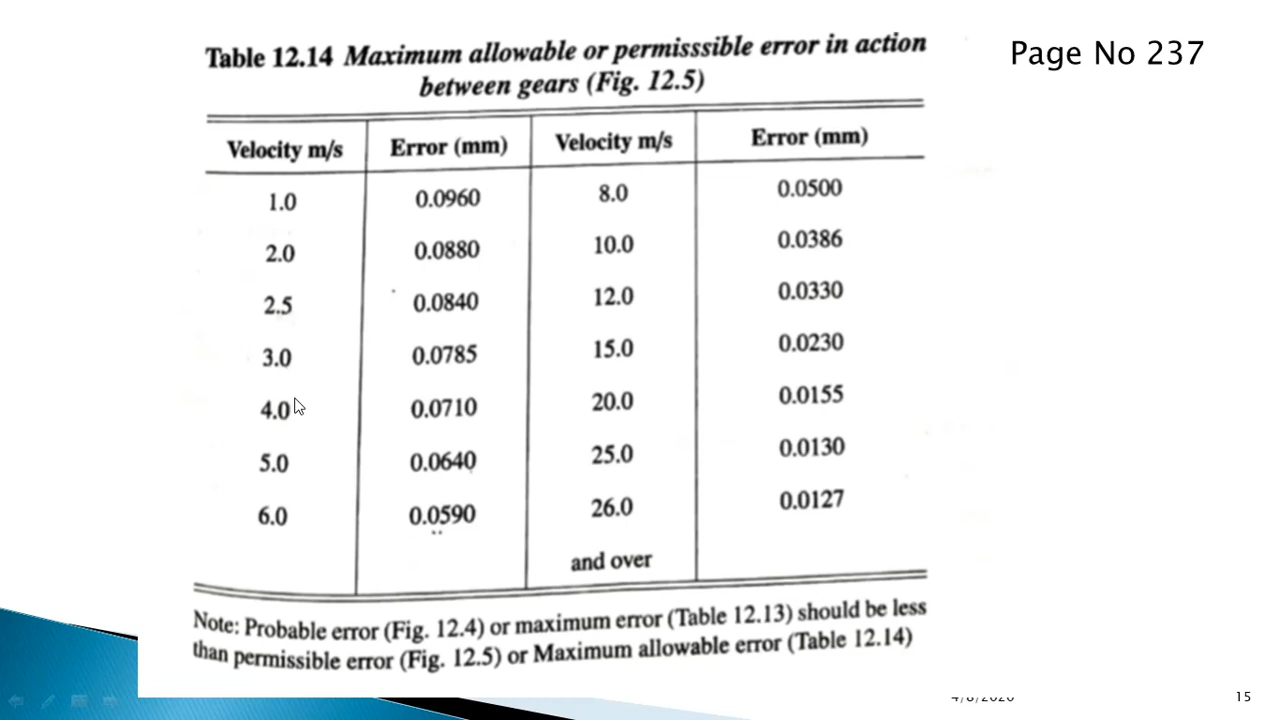 Table 12.14 Maximum allowable or permisssible error in action
between gears (Fig. 12.5)
Page No 237
Velocity m/s Error (mm) Velocity m/s Error (mm)
1.0 0.0960 8.0 0.0500
2.0 0.0880 10.0 0.0386
2.5 0.0840 12.0 0.0330
3.0 0.0785 15.0 0.0230
4.0 0.0710 20.0 0.0155
5.0 0.0640 25.0 0.0130
6.0 0.0590 26.0 0.0127
and over
Note: Probable error (Fig. 12.4) or maximum error (Table 12.13) should be less
than permissible error (Fig. 12.5) or Maximum allowable error (Table 12.14)
15